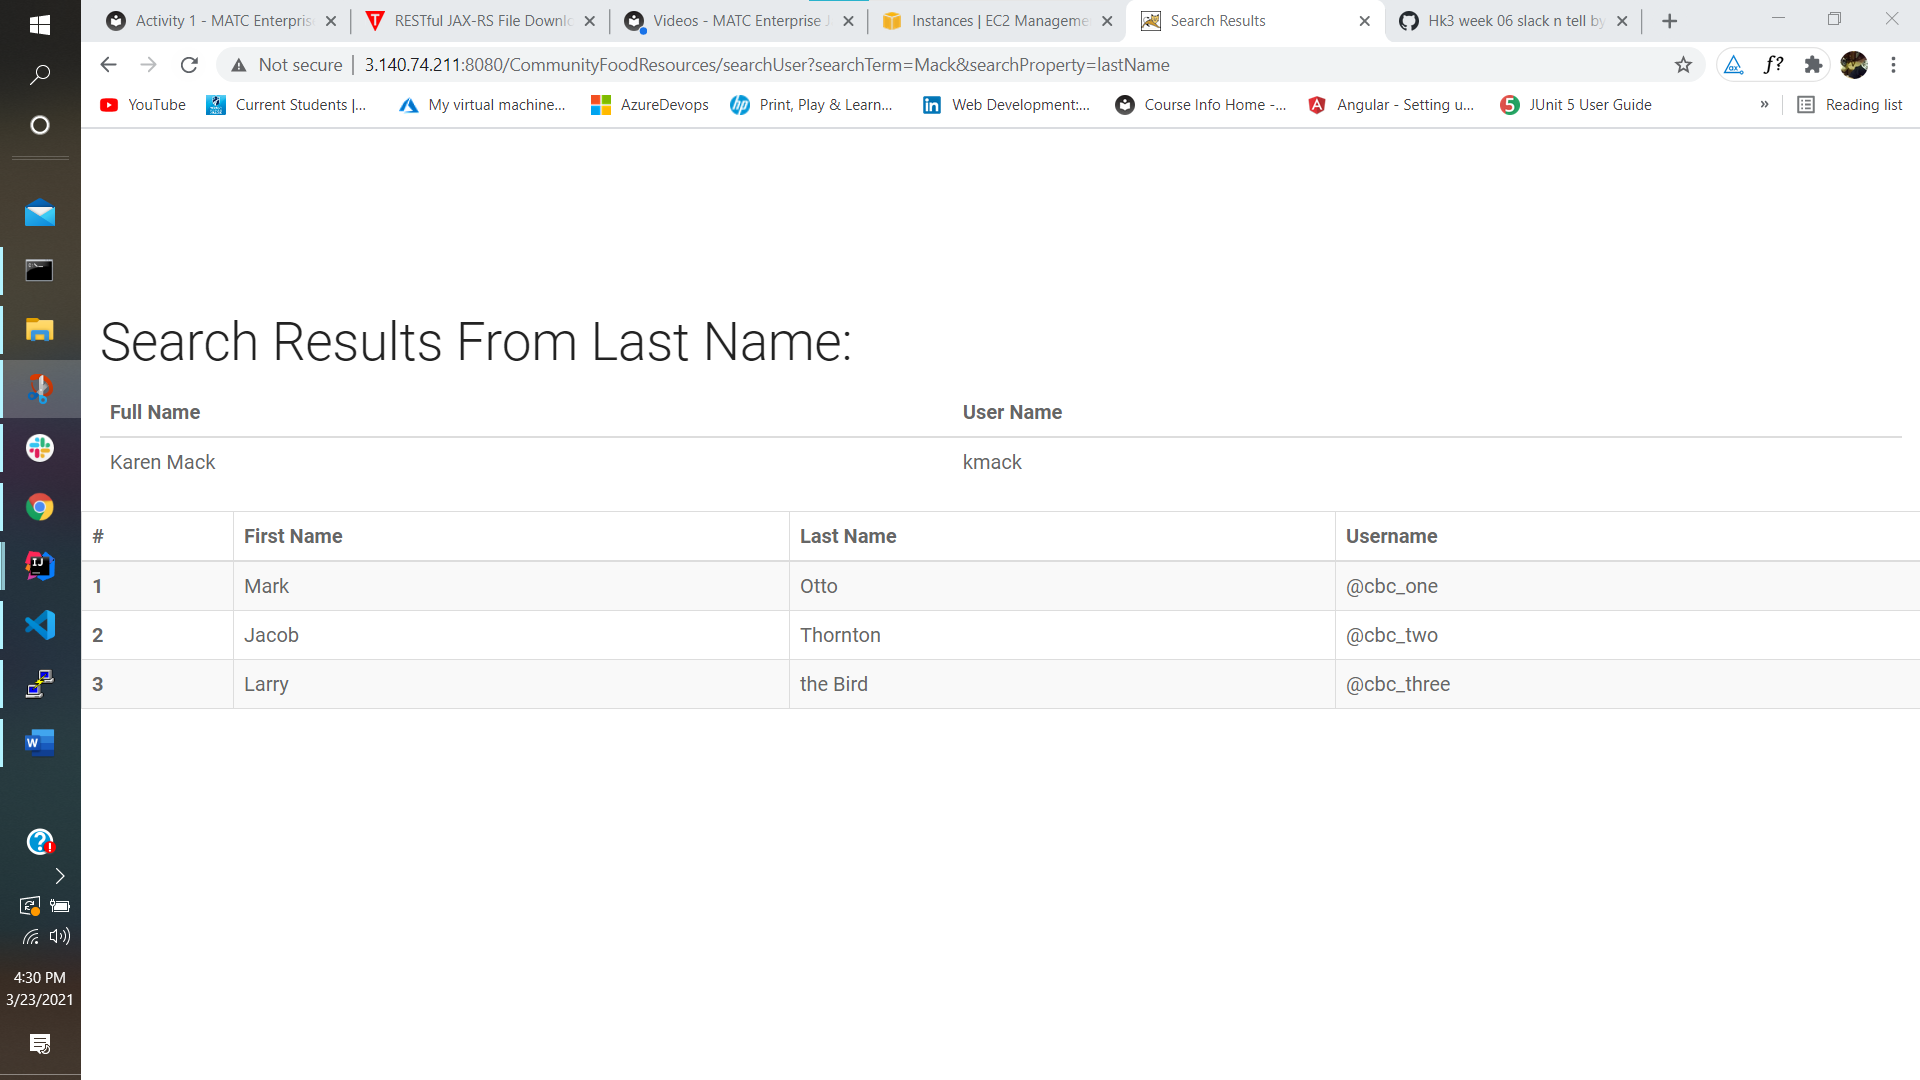 Activity 1 - MATC Enterprise
RESTful JAX-RS File Downlo
Videos - MATC Enterprise J
Instances | EC2 Manageme
Search Results
Hk3 week 06 slack n tell by
Not secure | 3.140.74.211:8080/CommunityFoodResources/searchUser?searchTerm=Mack&searchProperty=lastName
f?
YouTube
Current Students |...
My virtual machine...
AzureDevops
Print, Play & Learn...
Web Development:...
Course Info Home -...
Angular - Setting u...
JUnit 5 User Guide
»
Reading list
Search Results From Last Name:
Full Name User Name
Karen Mack kmack
# First Name Last Name Username
1 Mark Otto @cbc_one
2 Jacob Thornton @cbc_two
3 Larry the Bird @cbc_three
4:30 PM
3/23/2021